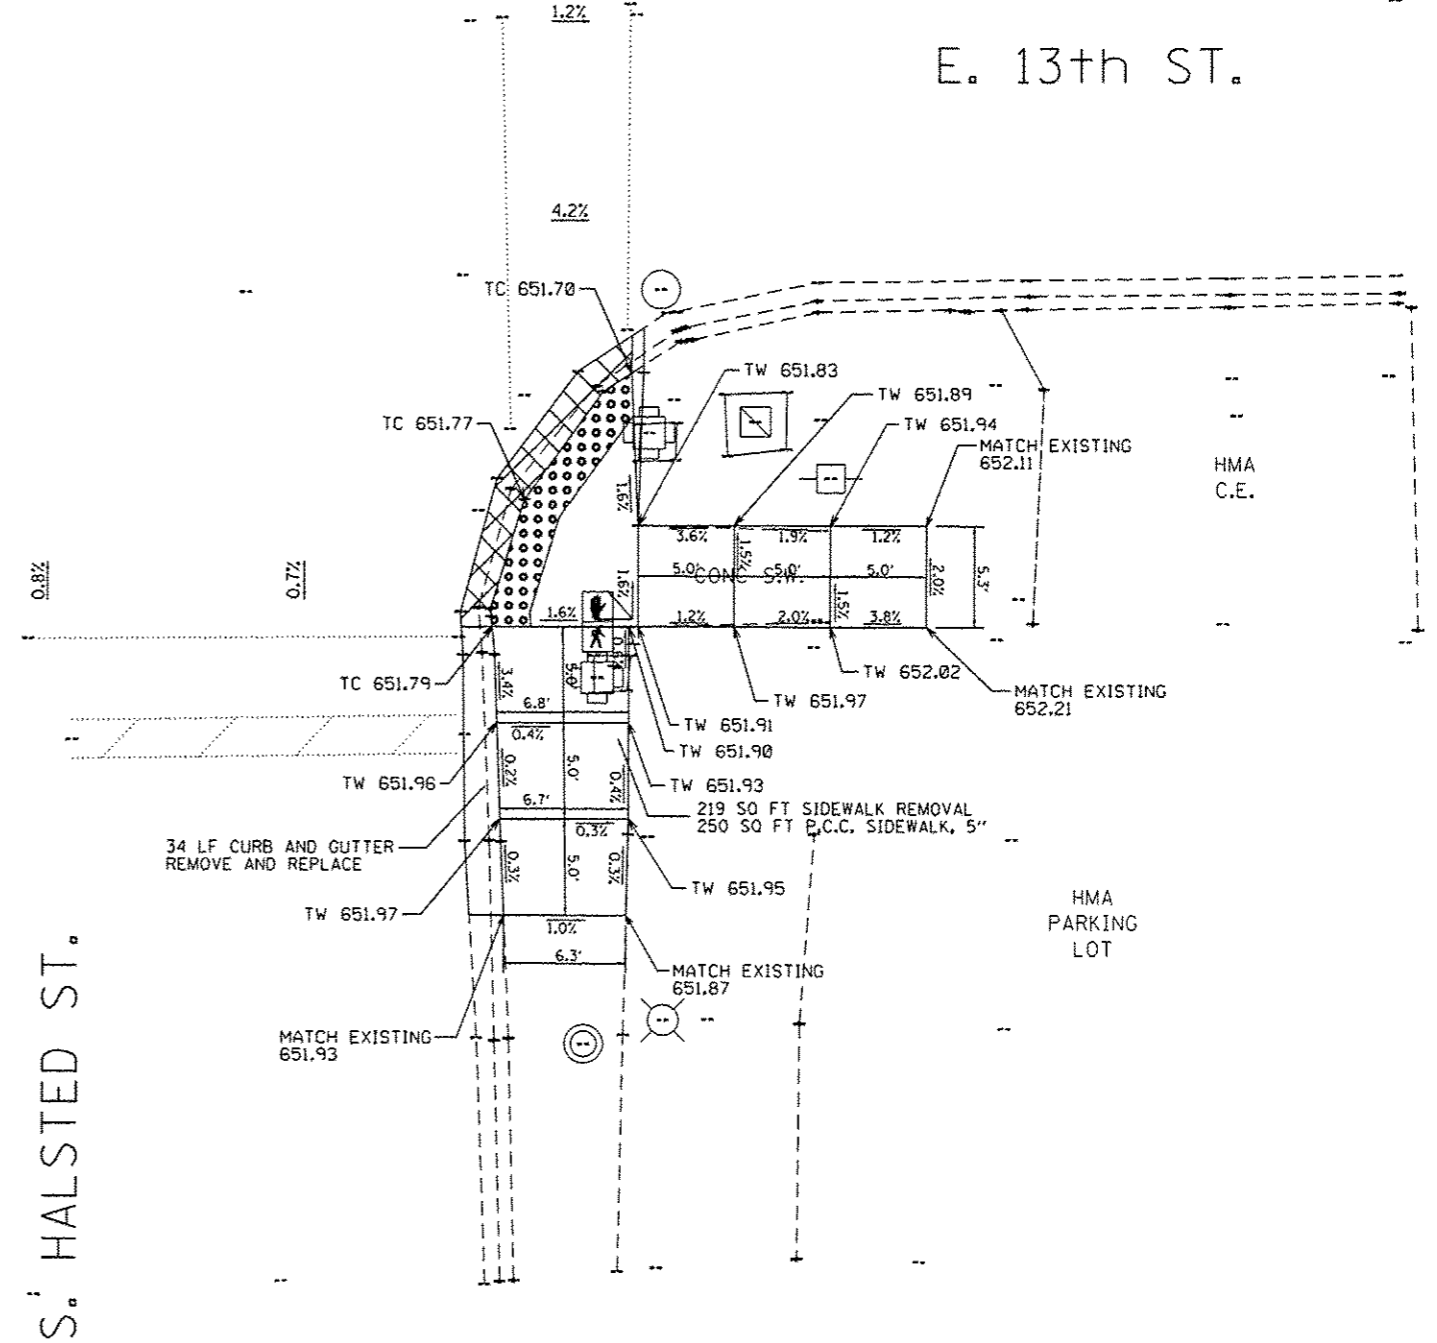 1.2%
E. 13th ST.
4.2%
TC 651.70
TW 651.83
TW 651.89
TC 651.77
TW 651.94
MATCH EXISTING
652.11
HMA
C.E.
1.6%
3.6%
1.9%
1.2%
1.5%
5.0'
CONC S.W.
5.0'
5.0'
2.0%
5.3'
0.8%
0.7%
1.6%
1.6%
1.2%
2.0%
1.5%
3.8%
TC 651.79
3.4%
5.0'
TW 652.02
TW 651.97
MATCH EXISTING
652.21
6.8'
0.4%
TW 651.91
TW 651.90
TW 651.96
0.2%
5.0'
0.4%
TW 651.93
6.7'
0.3%
219 SQ FT SIDEWALK REMOVAL
250 SQ FT P.C.C. SIDEWALK, 5"
34 LF CURB AND GUTTER
REMOVE AND REPLACE
0.3%
5.0'
0.3%
TW 651.95
TW 651.97
1.0%
6.3'
HMA
PARKING
LOT
MATCH EXISTING
651.87
MATCH EXISTING
651.93
S. HALSTED ST.